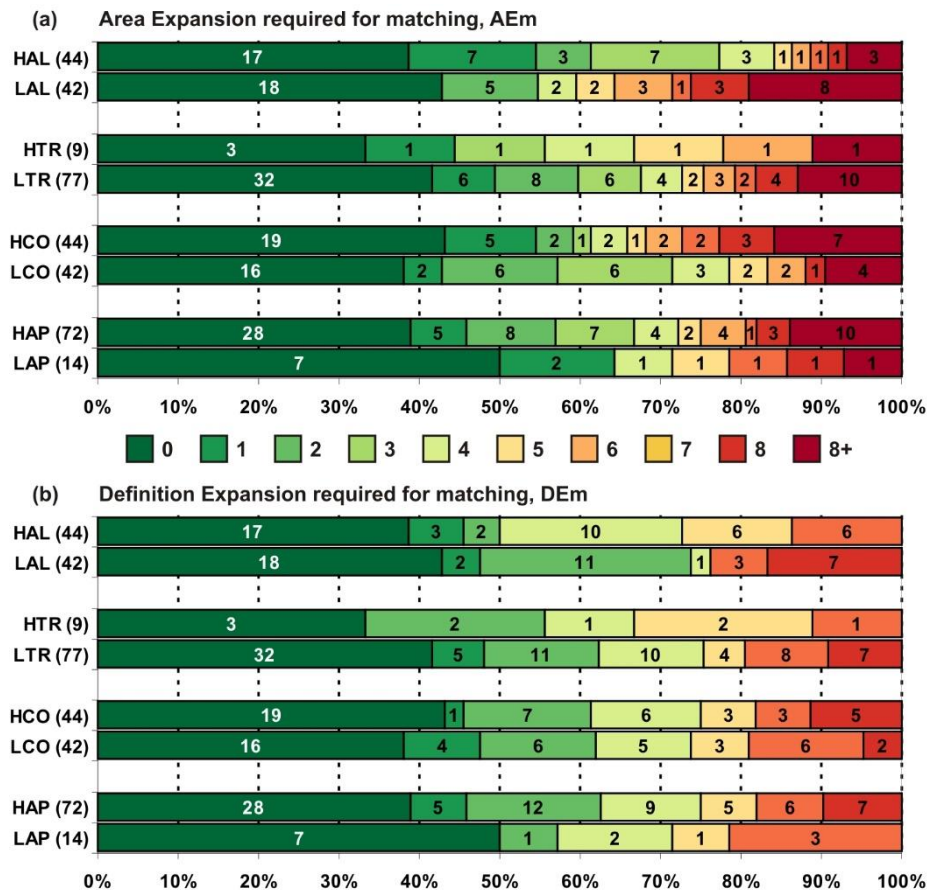 (a) Area Expansion required for matching, AEm
HAL (44) 17 7 3 7 3 1 1 1 1 3
LAL (42) 18 5 2 2 3 1 3 8
HTR (9) 3 1 1 1 1 1 1
LTR (77) 32 6 8 6 4 2 3 2 4 10
HCO (44) 19 5 2 1 2 1 2 2 3 7
LCO (42) 16 2 6 6 3 2 2 1 4
HAP (72) 28 5 8 7 4 2 4 1 3 10
LAP (14) 7 2 1 1 1 1 1
0% 10% 20% 30% 40% 50% 60% 70% 80% 90% 100%
0 1 2 3 4 5 6 7 8 8+
(b) Definition Expansion required for matching, DEm
HAL (44) 17 3 2 10 6 6
LAL (42) 18 2 11 1 3 7
HTR (9) 3 2 1 2 1
LTR (77) 32 5 11 10 4 8 7
HCO (44) 19 1 7 6 3 3 5
LCO (42) 16 4 6 5 3 6 2
HAP (72) 28 5 12 9 5 6 7
LAP (14) 7 1 2 1 3
0% 10% 20% 30% 40% 50% 60% 70% 80% 90% 100%